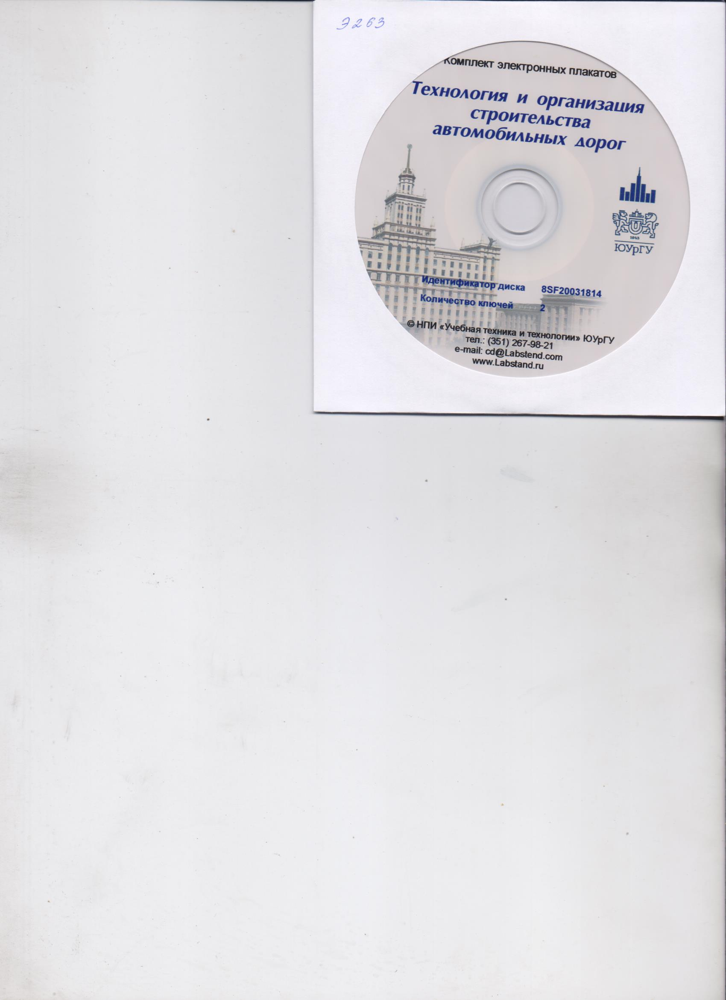 Э263
Комплект электронных плакатов
Технология и организация
строительства
автомобильных дорог
1943
ЮУрГУ
Идентификатор диска 8SF20031814
Количество ключей 2
© НПИ «Учебная техника и технологии» ЮУрГУ
тел.: (351) 267-98-21
e-mail: cd@Labstend.com
www.Labstand.ru